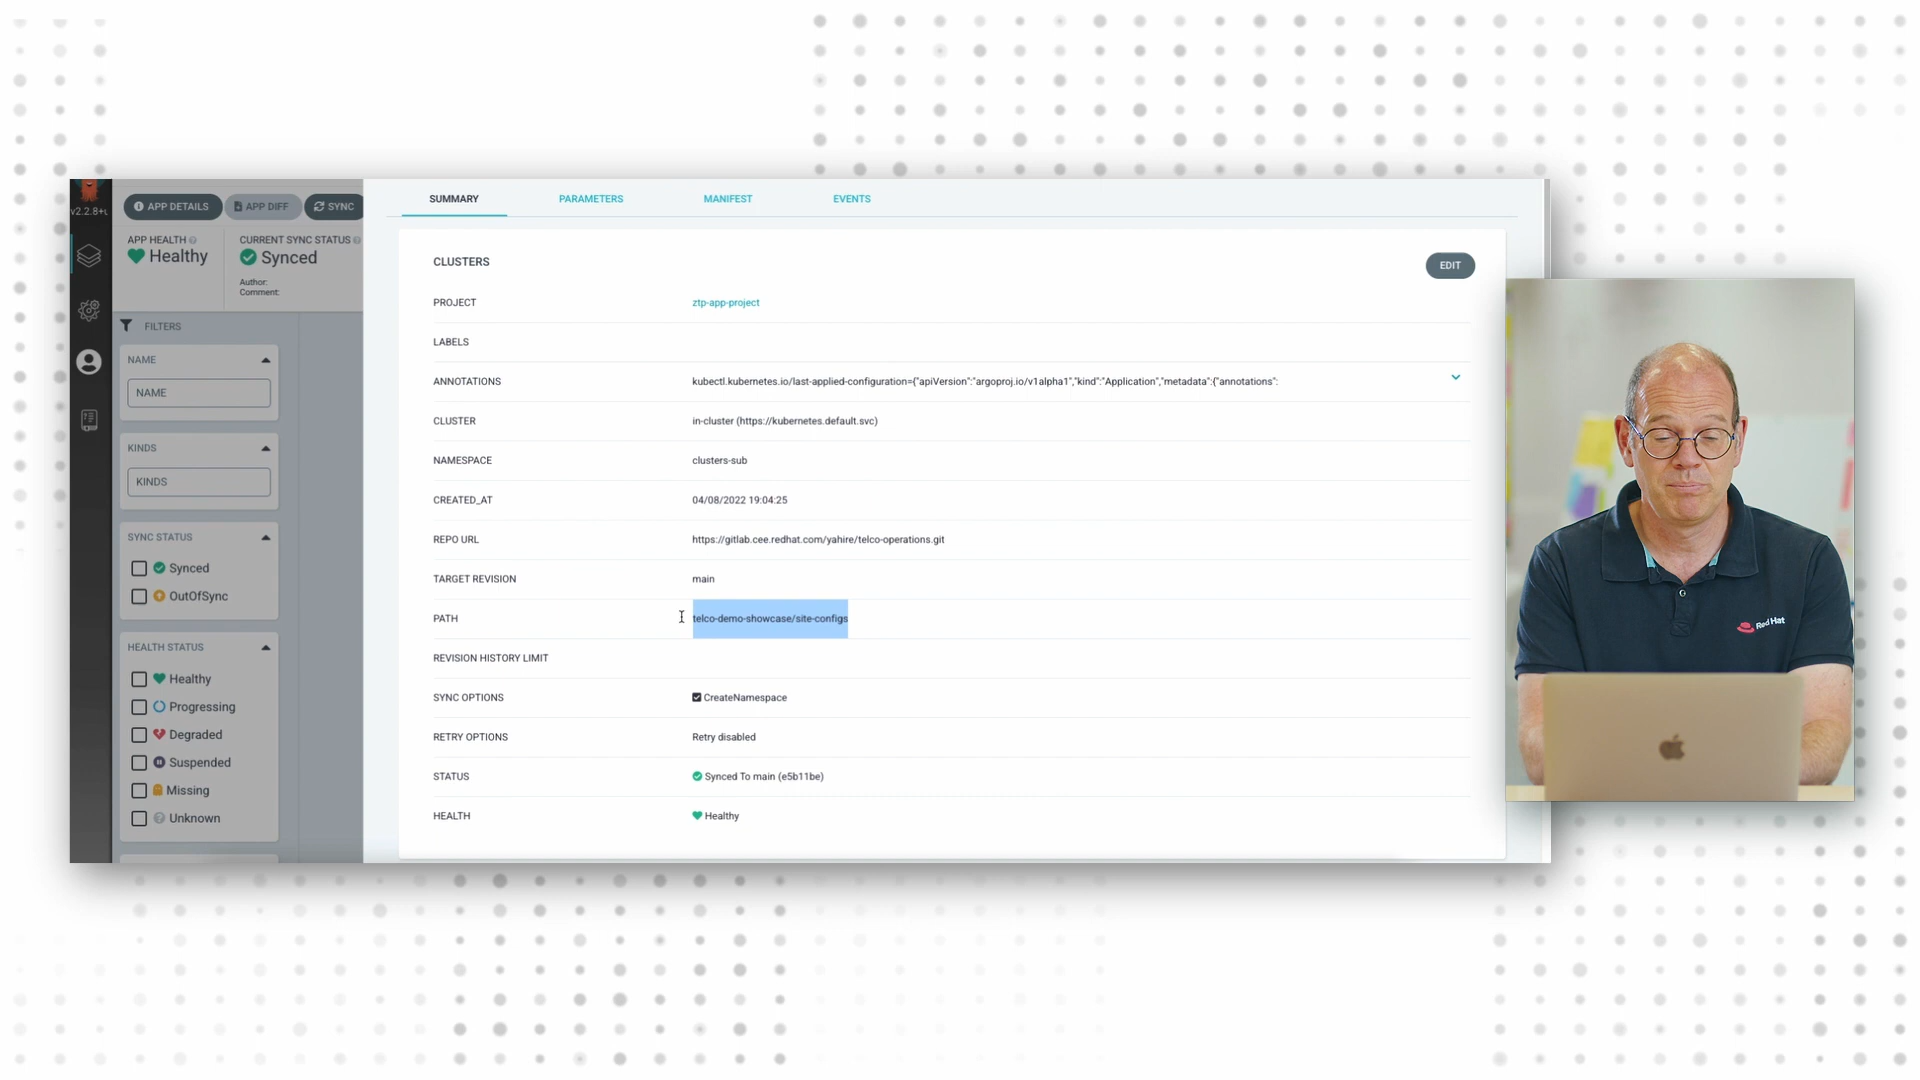 v2.2.8+u
APP DETAILS
APP DIFF
SYNC
APP HEALTH
Healthy
CURRENT SYNC STATUS
Synced
Author:
Comment:
FILTERS
NAME
NAME
KINDS
KINDS
SYNC STATUS
Synced
OutOfSync
HEALTH STATUS
Healthy
Progressing
Degraded
Suspended
Missing
Unknown
SUMMARY PARAMETERS MANIFEST EVENTS
CLUSTERS
EDIT
PROJECT ztp-app-project
LABELS
ANNOTATIONS kubectl.kubernetes.io/last-applied-configuration={"apiVersion":"argoproj.io/v1alpha1","kind":"Application","metadata":{"annotations":
CLUSTER in-cluster (https://kubernetes.default.svc)
NAMESPACE clusters-sub
CREATED_AT 04/08/2022 19:04:25
REPO URL https://gitlab.cee.redhat.com/yahire/telco-operations.git
TARGET REVISION main
PATH telco-demo-showcase/site-configs
REVISION HISTORY LIMIT
SYNC OPTIONS CreateNamespace
RETRY OPTIONS Retry disabled
STATUS Synced To main (e5b11be)
HEALTH Healthy
Red Hat